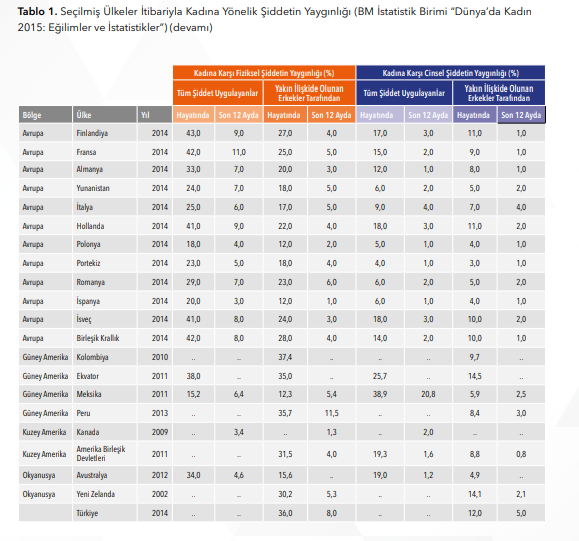 Tablo 1. Seçilmiş Ülkeler İtibariyla Kadına Yönelik Şiddetin Yaygınlığı (BM İstatistik Birimi “Dünya’da Kadın
2015: Eğilimler ve İstatistikler”) (devamı)
Kadına Karşı Fiziksel Şiddetin Yaygınlığı (%) Kadına Karşı Cinsel Şiddetin Yaygınlığı (%)
Tüm Şiddet Uygulayanlar Yakın İlişkide Olunan Erkekler Tarafından Tüm Şiddet Uygulayanlar Yakın İlişkide Olunan Erkekler Tarafından
Bölge Ülke Yıl Hayatında Son 12 Ayda Hayatında Son 12 Ayda Hayatında Son 12 Ayda Hayatında Son 12 Ayda
Avrupa Finlandiya 2014 43,0 9,0 27,0 4,0 17,0 3,0 11,0 1,0
Avrupa Fransa 2014 42,0 11,0 25,0 5,0 15,0 2,0 9,0 1,0
Avrupa Almanya 2014 33,0 7,0 20,0 3,0 12,0 1,0 8,0 1,0
Avrupa Yunanistan 2014 24,0 7,0 18,0 5,0 6,0 2,0 5,0 2,0
Avrupa İtalya 2014 25,0 6,0 17,0 5,0 9,0 4,0 7,0 4,0
Avrupa Hollanda 2014 41,0 9,0 22,0 4,0 18,0 3,0 11,0 2,0
Avrupa Polonya 2014 18,0 4,0 12,0 2,0 5,0 1,0 4,0 1,0
Avrupa Portekiz 2014 23,0 5,0 18,0 4,0 4,0 1,0 3,0 1,0
Avrupa Romanya 2014 29,0 7,0 23,0 6,0 6,0 2,0 5,0 2,0
Avrupa İspanya 2014 20,0 3,0 12,0 1,0 6,0 1,0 4,0 1,0
Avrupa İsveç 2014 41,0 8,0 24,0 3,0 18,0 3,0 10,0 2,0
Avrupa Birleşik Krallık 2014 42,0 8,0 28,0 4,0 14,0 2,0 10,0 1,0
Güney Amerika Kolombiya 2010 .. .. 37,4 .. .. .. 9,7 ..
Güney Amerika Ekvator 2011 38,0 .. 35,0 .. 25,7 .. 14,5 ..
Güney Amerika Meksika 2011 15,2 6,4 12,3 5,4 38,9 20,8 5,9 2,5
Güney Amerika Peru 2013 .. .. 35,7 11,5 .. .. 8,4 3,0
Kuzey Amerika Kanada 2009 .. 3,4 .. 1,3 .. 2,0 .. ..
Kuzey Amerika Amerika Birleşik Devletleri 2011 .. .. 31,5 4,0 19,3 1,6 8,8 0,8
Okyanusya Avustralya 2012 34,0 4,6 15,6 .. 19,0 1,2 4,9 ..
Okyanusya Yeni Zelanda 2002 .. .. 30,2 5,3 .. .. 14,1 2,1
Türkiye 2014 .. .. 36,0 8,0 .. .. 12,0 5,0